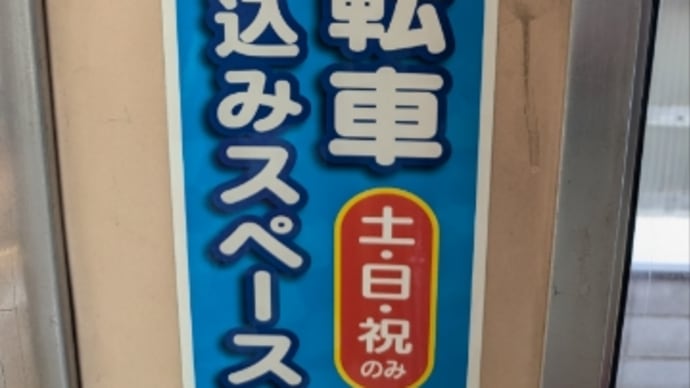 転車
土・日・祝
のみ
込みスペース